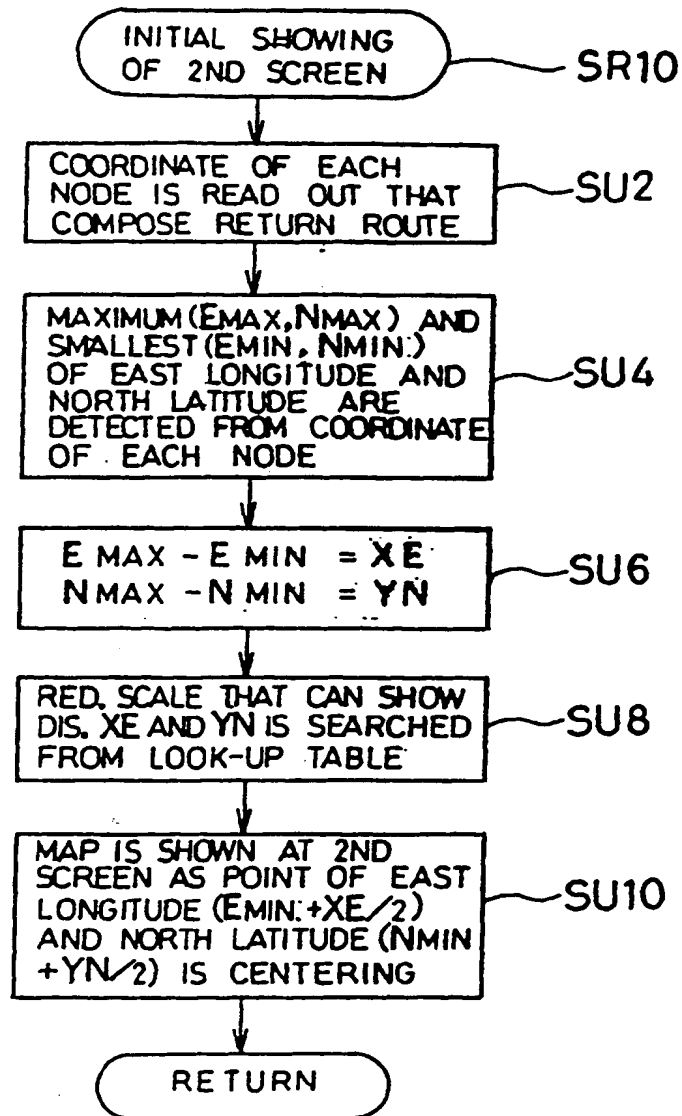 INITIAL SHOWING
OF 2ND SCREEN
SR10
COORDINATE OF EACH
NODE IS READ OUT THAT
COMPOSE RETURN ROUTE
SU2
MAXIMUM (EMAX, NMAX) AND
SMALLEST (EMIN, NMIN:)
OF EAST LONGITUDE AND
NORTH LATITUDE ARE
DETECTED FROM COORDINATE
OF EACH NODE
SU4
E MAX - E MIN = XE
N MAX - N MIN = YN
SU6
RED. SCALE THAT CAN SHOW
DIS. XE AND YN IS SEARCHED
FROM LOOK-UP TABLE
SU8
MAP IS SHOWN AT 2ND
SCREEN AS POINT OF EAST
LONGITUDE (EMIN:+XE/2)
AND NORTH LATITUDE (NMIN
+YN/2) IS CENTERING
SU10
RETURN